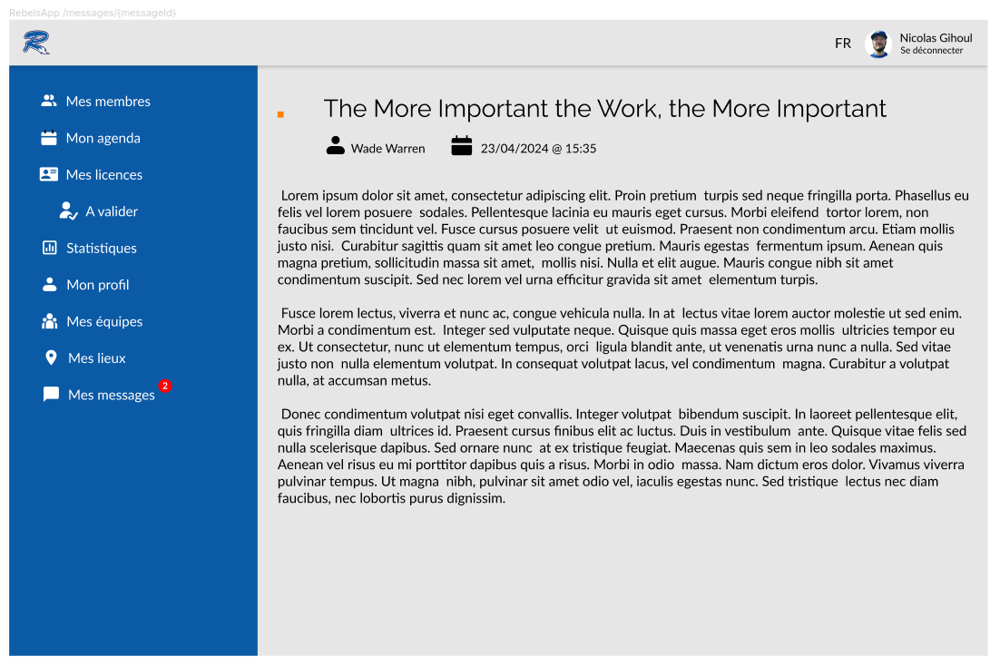 RebelsApp /messages/{messageId}
R
FR
Nicolas Gihoul
Se déconnecter
Mes membres
Mon agenda
Mes licences
A valider
Statistiques
Mon profil
Mes équipes
Mes lieux
Mes messages
2
The More Important the Work, the More Important
Wade Warren
23/04/2024 @ 15:35
Lorem ipsum dolor sit amet, consectetur adipiscing elit. Proin pretium turpis sed neque fringilla porta. Phasellus eu
felis vel lorem posuere sodales. Pellentesque lacinia eu mauris eget cursus. Morbi eleifend tortor lorem, non
faucibus sem tincidunt vel. Fusce cursus posuere velit ut euismod. Praesent non condimentum arcu. Etiam mollis
justo nisi. Curabitur sagittis quam sit amet leo congue pretium. Mauris egestas fermentum ipsum. Aenean quis
magna pretium, sollicitudin massa sit amet, mollis nisi. Nulla et elit augue. Mauris congue nibh sit amet
condimentum suscipit. Sed nec lorem vel urna efficitur gravida sit amet elementum turpis.
Fusce lorem lectus, viverra et nunc ac, congue vehicula nulla. In at lectus vitae lorem auctor molestie ut sed enim.
Morbi a condimentum est. Integer sed vulputate neque. Quisque quis massa eget eros mollis ultricies tempor eu
ex. Ut consectetur, nunc ut elementum tempus, orci ligula blandit ante, ut venenatis urna nunc a nulla. Sed vitae
justo non nulla elementum volutpat. In consequat volutpat lacus, vel condimentum magna. Curabitur a volutpat
nulla, at accumsan metus.
Donec condimentum volutpat nisi eget convallis. Integer volutpat bibendum suscipit. In laoreet pellentesque elit,
quis fringilla diam ultrices id. Praesent cursus finibus elit ac luctus. Duis in vestibulum ante. Quisque vitae felis sed
nulla scelerisque dapibus. Sed ornare nunc at ex tristique feugiat. Maecenas quis sem in leo sodales maximus.
Aenean vel risus eu mi porttitor dapibus quis a risus. Morbi in odio massa. Nam dictum eros dolor. Vivamus viverra
pulvinar tempus. Ut magna nibh, pulvinar sit amet odio vel, iaculis egestas nunc. Sed tristique lectus nec diam
faucibus, nec lobortis purus dignissim.